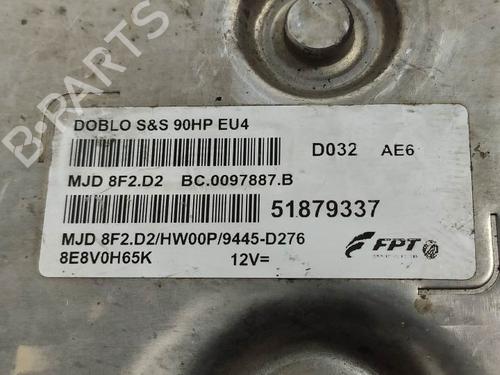 DOBLO S&S 90HP EU4
D032 AE6
MJD 8F2.D2 BC.0097887.B
51879337
MJD 8F2.D2/HW00P/9445-D276
8E8V0H65K 12V=
FPT
B-PARTS